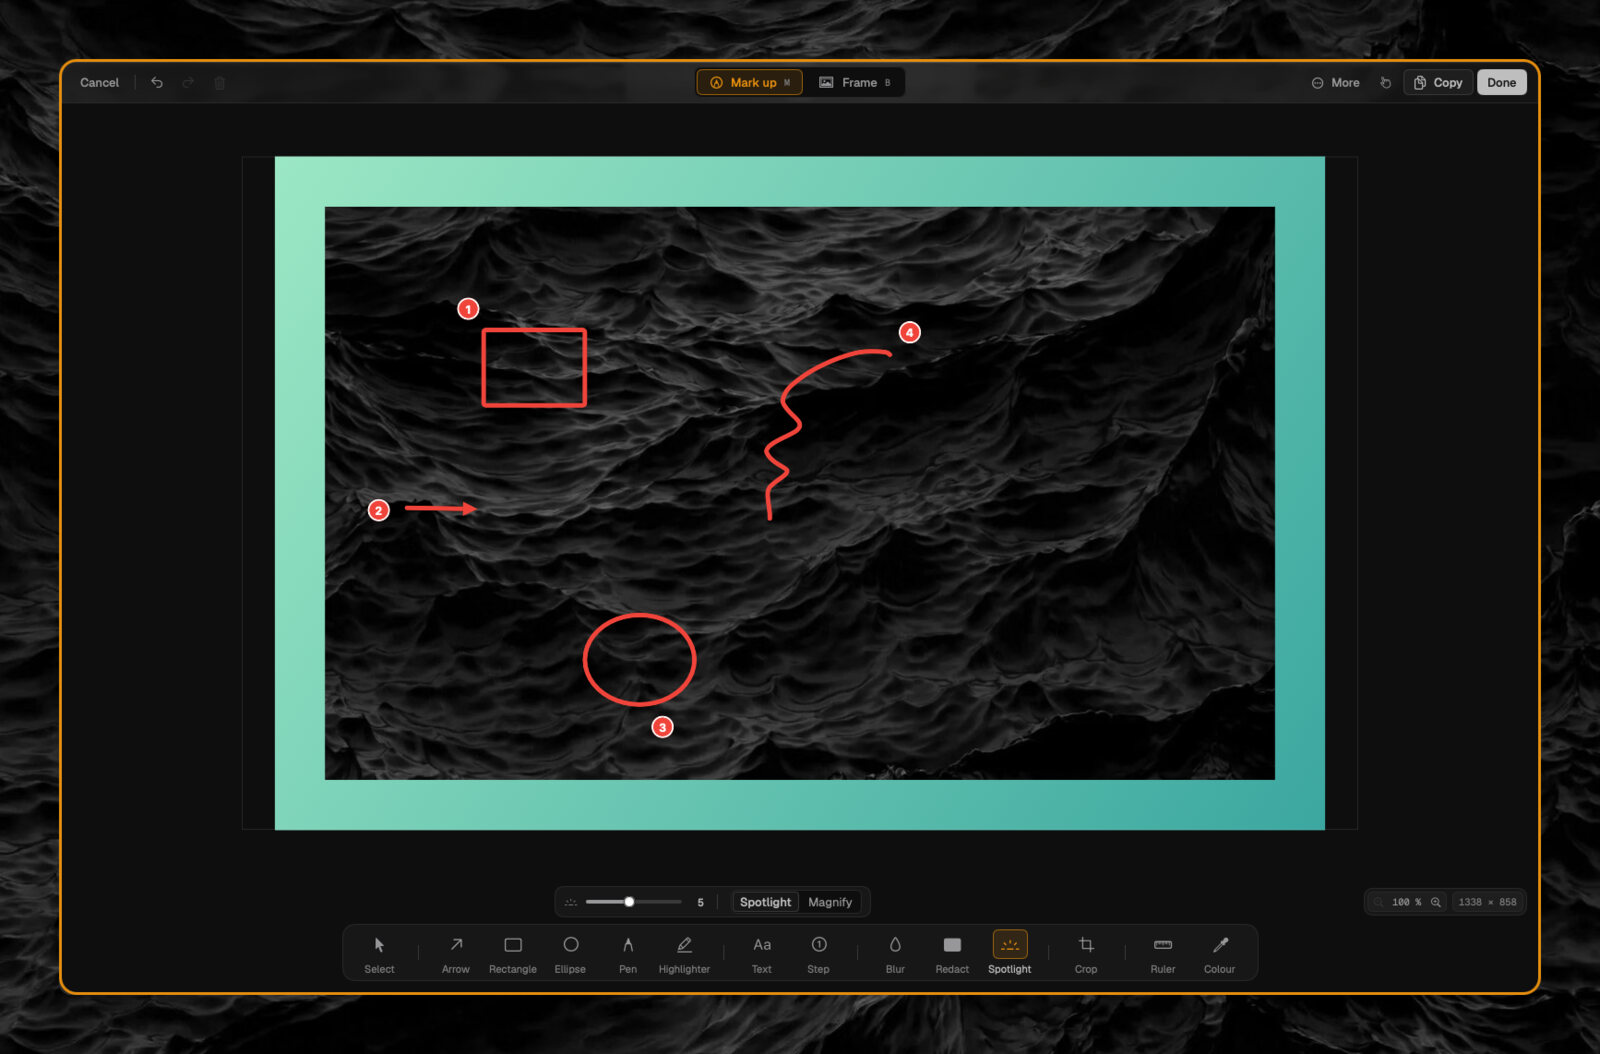 Cancel
Mark up M
Frame B
More
Copy
Done
1
4
2
3
5
Spotlight
Magnify
100 %
1338 × 858
Select
Arrow
Rectangle
Ellipse
Pen
Highlighter
Aa
Text
1
Step
Blur
Redact
Spotlight
Crop
Ruler
Colour